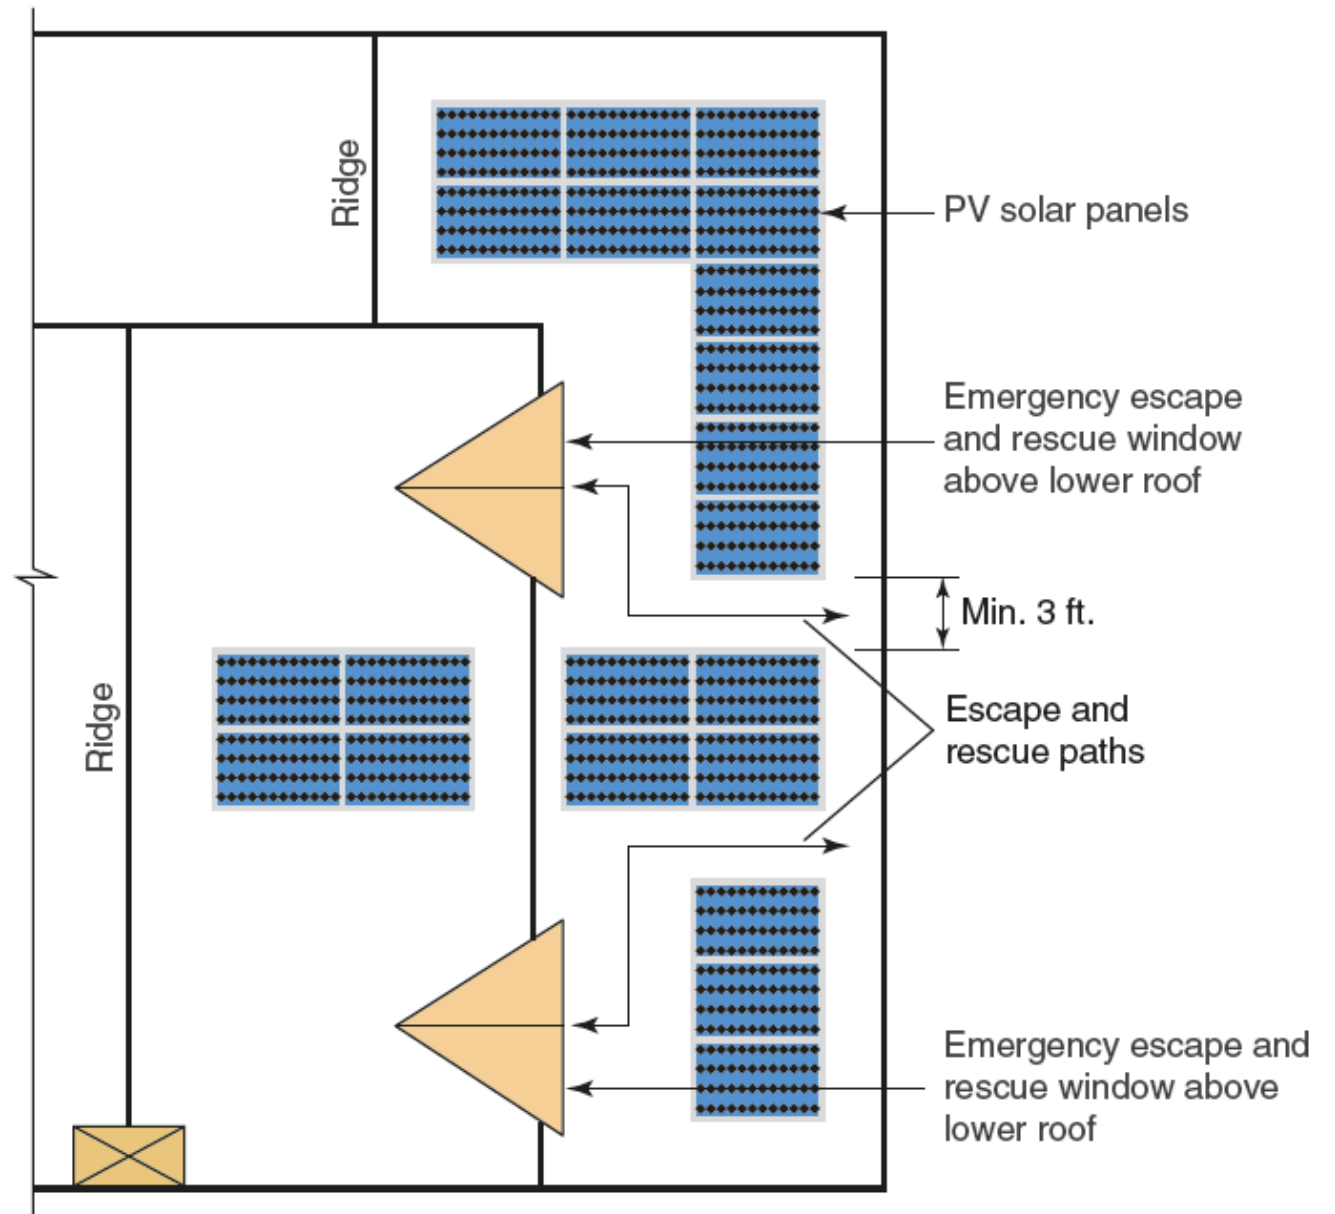 Ridge
PV solar panels
Emergency escape
and rescue window
above lower roof
Min. 3 ft.
Ridge
Escape and
rescue paths
Emergency escape and
rescue window above
lower roof